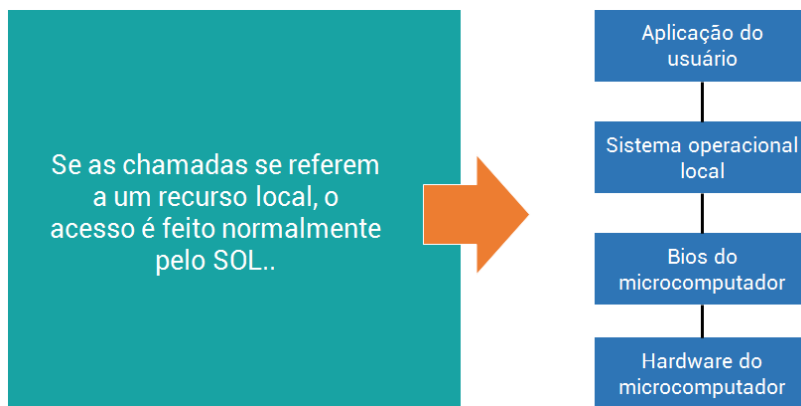 Se as chamadas se referem
a um recurso local, o
acesso é feito normalmente
pelo SOL..
Aplicação do
usuário
Sistema operacional
local
Bios do
microcomputador
Hardware do
microcomputador